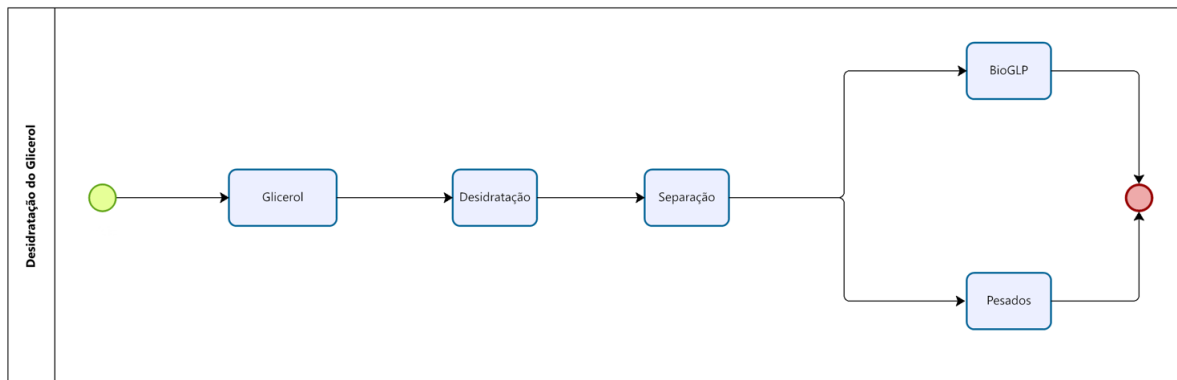 Desidratação do Glicerol
Glicerol
Desidratação
Separação
BioGLP
Pesados